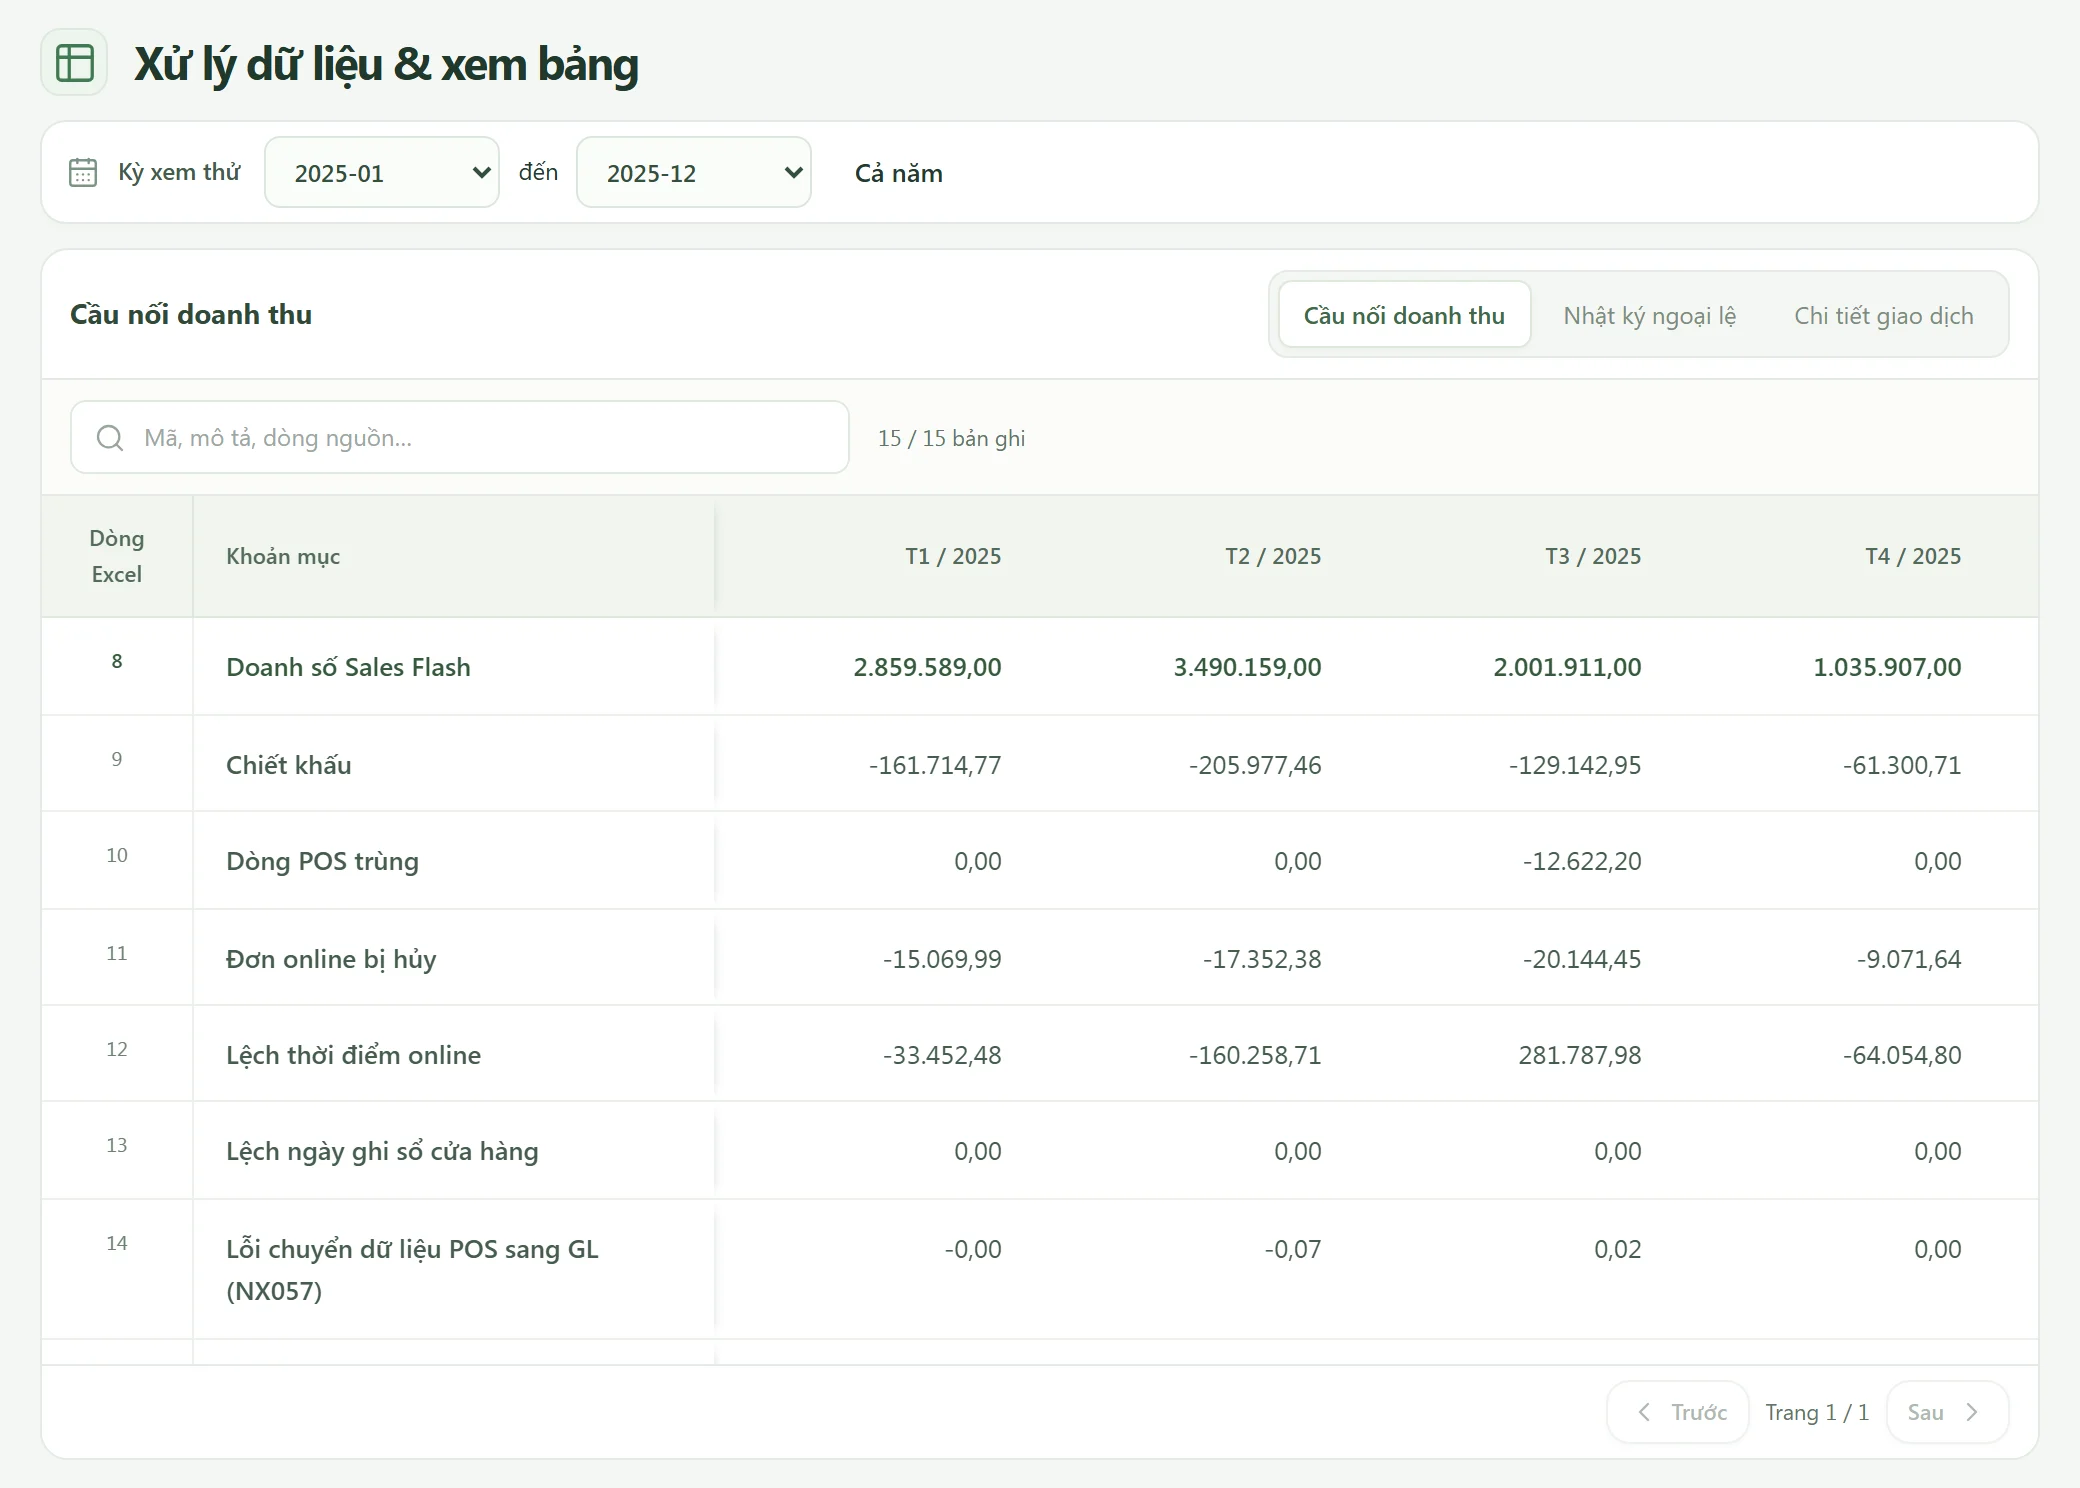 Xử lý dữ liệu & xem bảng
Kỳ xem thử 2025-01 đến 2025-12 Cả năm
Cầu nối doanh thu Cầu nối doanh thu Nhật ký ngoại lệ Chi tiết giao dịch
Mã, mô tả, dòng nguồn... 15 / 15 bản ghi
Dòng Excel Khoản mục T1 / 2025 T2 / 2025 T3 / 2025 T4 / 2025
8 Doanh số Sales Flash 2.859.589,00 3.490.159,00 2.001.911,00 1.035.907,00
9 Chiết khấu -161.714,77 -205.977,46 -129.142,95 -61.300,71
10 Dòng POS trùng 0,00 0,00 -12.622,20 0,00
11 Đơn online bị hủy -15.069,99 -17.352,38 -20.144,45 -9.071,64
12 Lệch thời điểm online -33.452,48 -160.258,71 281.787,98 -64.054,80
13 Lệch ngày ghi sổ cửa hàng 0,00 0,00 0,00 0,00
14 Lỗi chuyển dữ liệu POS sang GL (NX057) -0,00 -0,07 0,02 0,00
Trước Trang 1 / 1 Sau